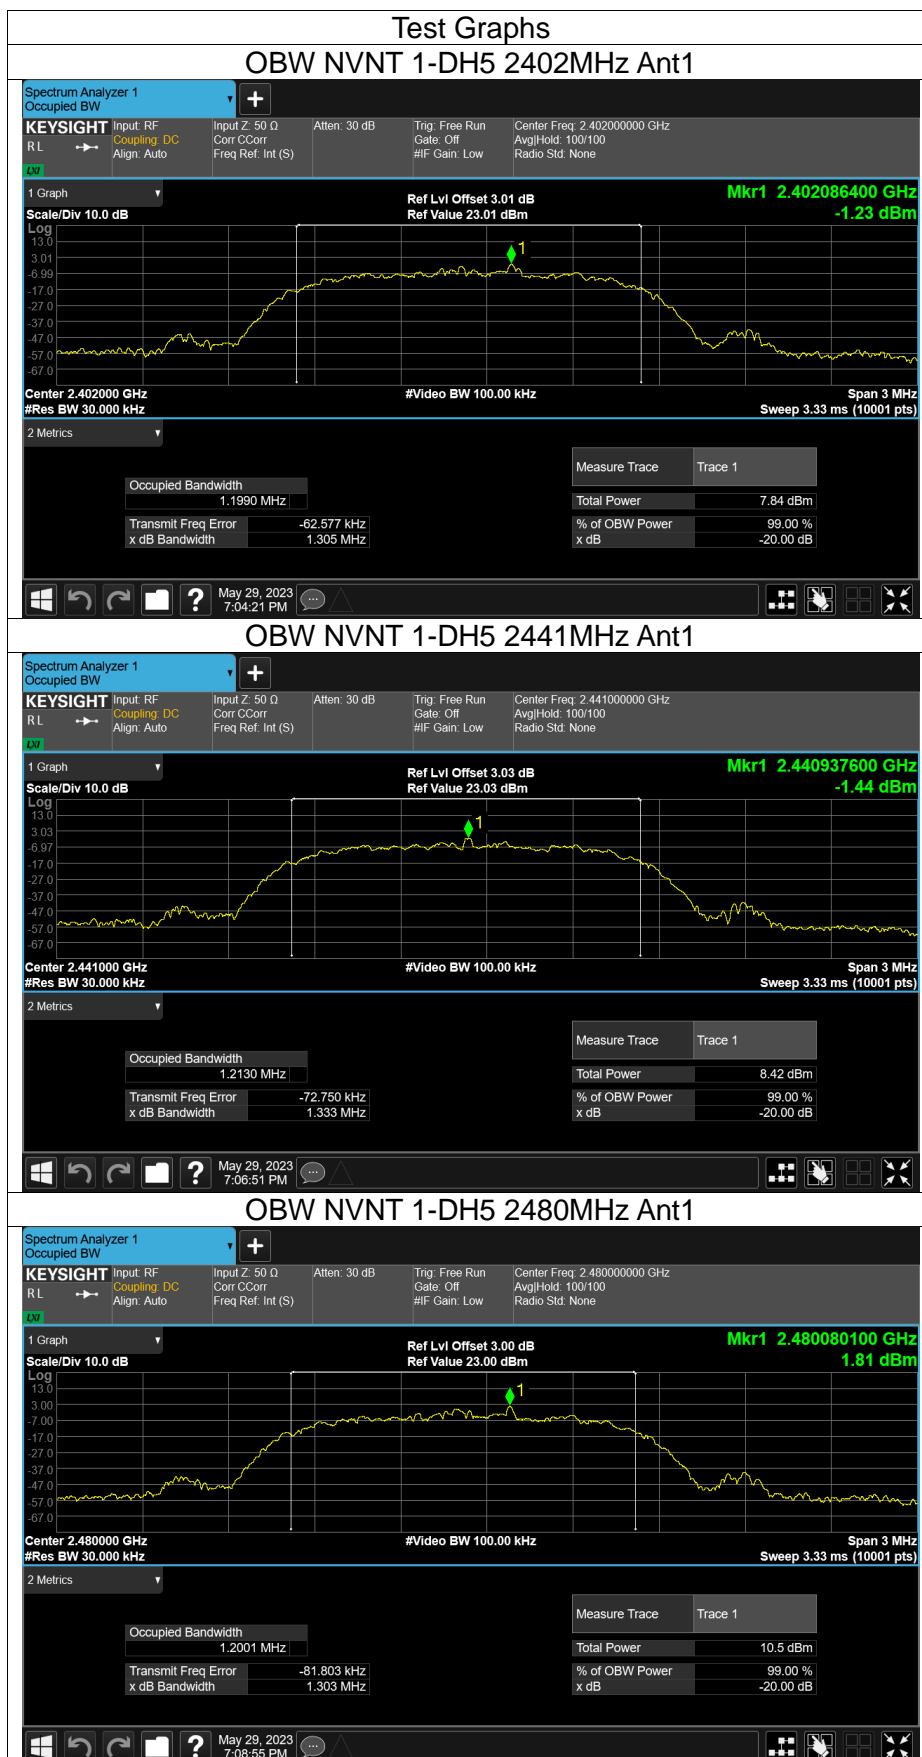 Test Graphs
OBW NVNT 1-DH5 2402MHz Ant1
Spectrum Analyzer 1
Occupied BW
KEYSIGHT Input: RF Input Z: 50 Ω Atten: 30 dB Trig: Free Run Center Freq: 2.402000000 GHz
Coupling: DC Corr CCorr Gate: Off Avg|Hold: 100/100
RL Align: Auto Freq Ref: Int (S) #IF Gain: Low Radio Std: None
LXI
1 Graph Ref Lvl Offset 3.01 dB Mkr1 2.402086400 GHz
Scale/Div 10.0 dB Ref Value 23.01 dBm -1.23 dBm
Log
13.0
1
3.01
-6.99
-17.0
-27.0
-37.0
-47.0
-57.0
-67.0
Center 2.402000 GHz #Video BW 100.00 kHz Span 3 MHz
#Res BW 30.000 kHz Sweep 3.33 ms (10001 pts)
2 Metrics
Measure Trace Trace 1
Occupied Bandwidth
1.1990 MHz Total Power 7.84 dBm
Transmit Freq Error -62.577 kHz % of OBW Power 99.00 %
x dB Bandwidth 1.305 MHz x dB -20.00 dB
May 29, 2023
7:04:21 PM
OBW NVNT 1-DH5 2441MHz Ant1
Spectrum Analyzer 1
Occupied BW
KEYSIGHT Input: RF Input Z: 50 Ω Atten: 30 dB Trig: Free Run Center Freq: 2.441000000 GHz
Coupling: DC Corr CCorr Gate: Off Avg|Hold: 100/100
RL Align: Auto Freq Ref: Int (S) #IF Gain: Low Radio Std: None
LXI
1 Graph Ref Lvl Offset 3.03 dB Mkr1 2.440937600 GHz
Scale/Div 10.0 dB Ref Value 23.03 dBm -1.44 dBm
Log
13.0
1
3.03
-6.97
-17.0
-27.0
-37.0
-47.0
-57.0
-67.0
Center 2.441000 GHz #Video BW 100.00 kHz Span 3 MHz
#Res BW 30.000 kHz Sweep 3.33 ms (10001 pts)
2 Metrics
Measure Trace Trace 1
Occupied Bandwidth
1.2130 MHz Total Power 8.42 dBm
Transmit Freq Error -72.750 kHz % of OBW Power 99.00 %
x dB Bandwidth 1.333 MHz x dB -20.00 dB
May 29, 2023
7:06:51 PM
OBW NVNT 1-DH5 2480MHz Ant1
Spectrum Analyzer 1
Occupied BW
KEYSIGHT Input: RF Input Z: 50 Ω Atten: 30 dB Trig: Free Run Center Freq: 2.480000000 GHz
Coupling: DC Corr CCorr Gate: Off Avg|Hold: 100/100
RL Align: Auto Freq Ref: Int (S) #IF Gain: Low Radio Std: None
LXI
1 Graph Ref Lvl Offset 3.00 dB Mkr1 2.480080100 GHz
Scale/Div 10.0 dB Ref Value 23.00 dBm 1.81 dBm
Log
13.0
1
3.00
-7.00
-17.0
-27.0
-37.0
-47.0
-57.0
-67.0
Center 2.480000 GHz #Video BW 100.00 kHz Span 3 MHz
#Res BW 30.000 kHz Sweep 3.33 ms (10001 pts)
2 Metrics
Measure Trace Trace 1
Occupied Bandwidth
1.2001 MHz Total Power 10.5 dBm
Transmit Freq Error -81.803 kHz % of OBW Power 99.00 %
x dB Bandwidth 1.303 MHz x dB -20.00 dB
May 29, 2023
7:08:55 PM